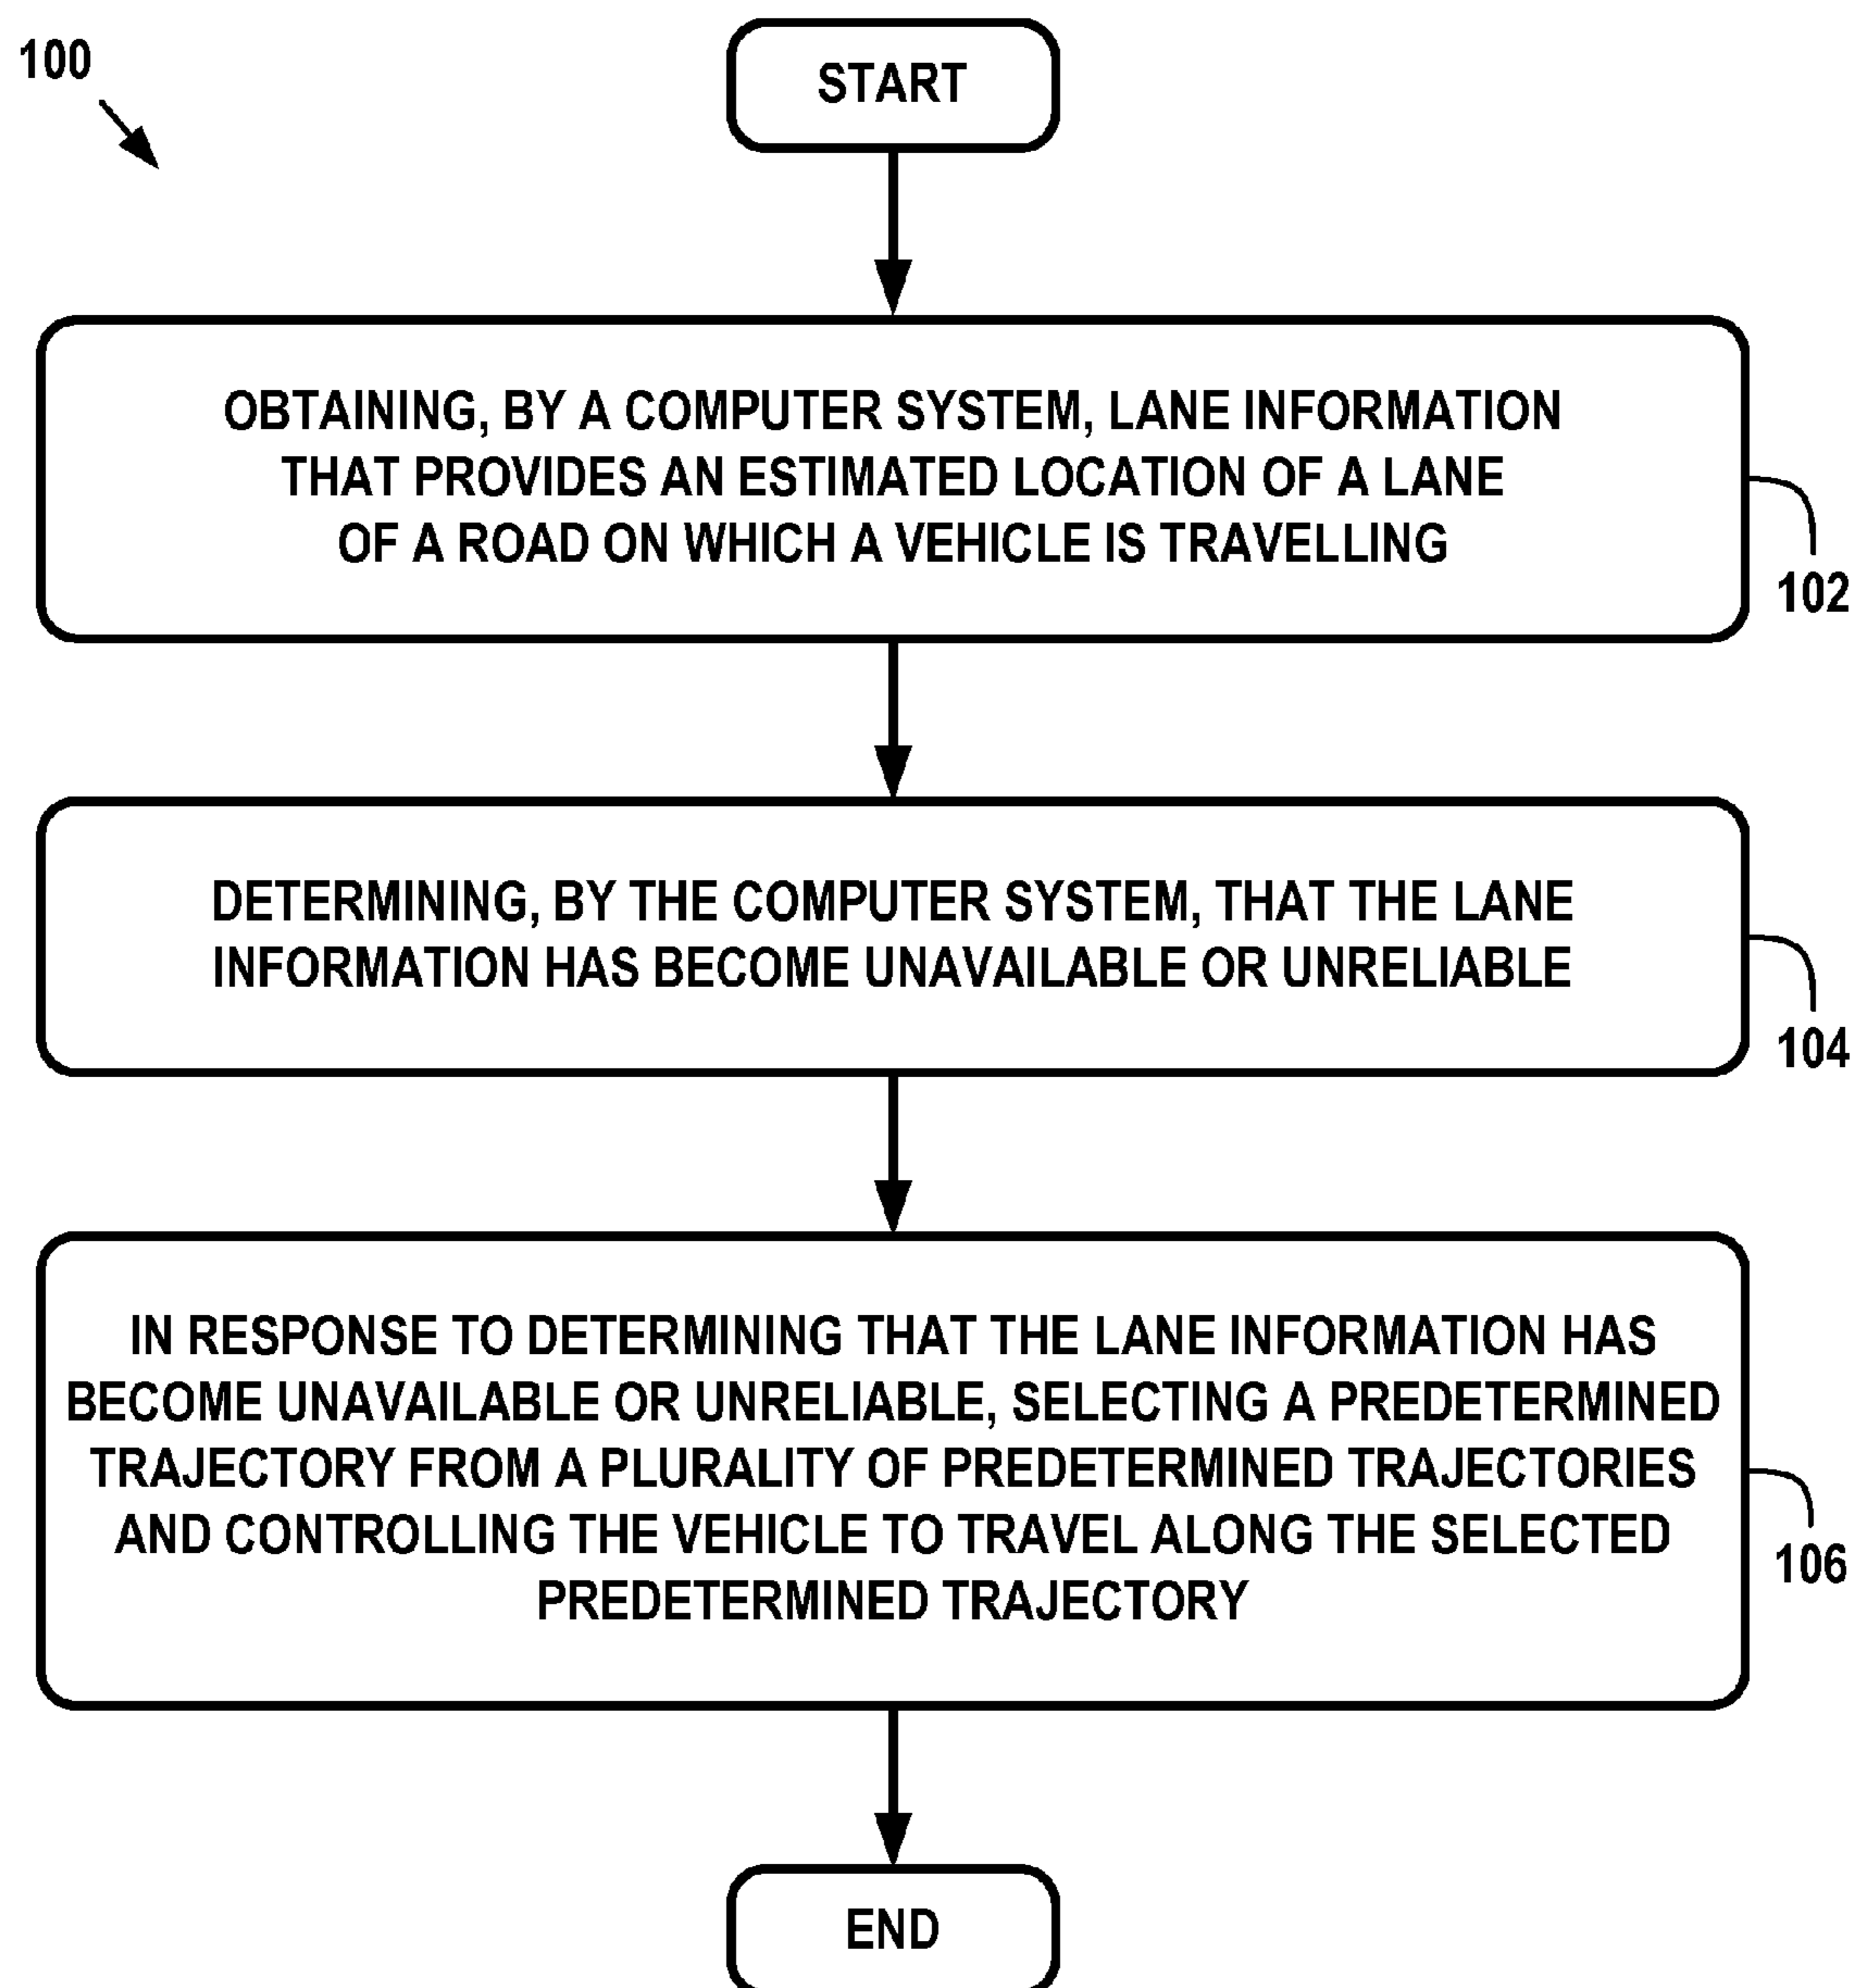 100
START
OBTAINING, BY A COMPUTER SYSTEM, LANE INFORMATION
THAT PROVIDES AN ESTIMATED LOCATION OF A LANE
OF A ROAD ON WHICH A VEHICLE IS TRAVELLING
102
DETERMINING, BY THE COMPUTER SYSTEM, THAT THE LANE
INFORMATION HAS BECOME UNAVAILABLE OR UNRELIABLE
104
IN RESPONSE TO DETERMINING THAT THE LANE INFORMATION HAS
BECOME UNAVAILABLE OR UNRELIABLE, SELECTING A PREDETERMINED
TRAJECTORY FROM A PLURALITY OF PREDETERMINED TRAJECTORIES
AND CONTROLLING THE VEHICLE TO TRAVEL ALONG THE SELECTED
PREDETERMINED TRAJECTORY
106
END